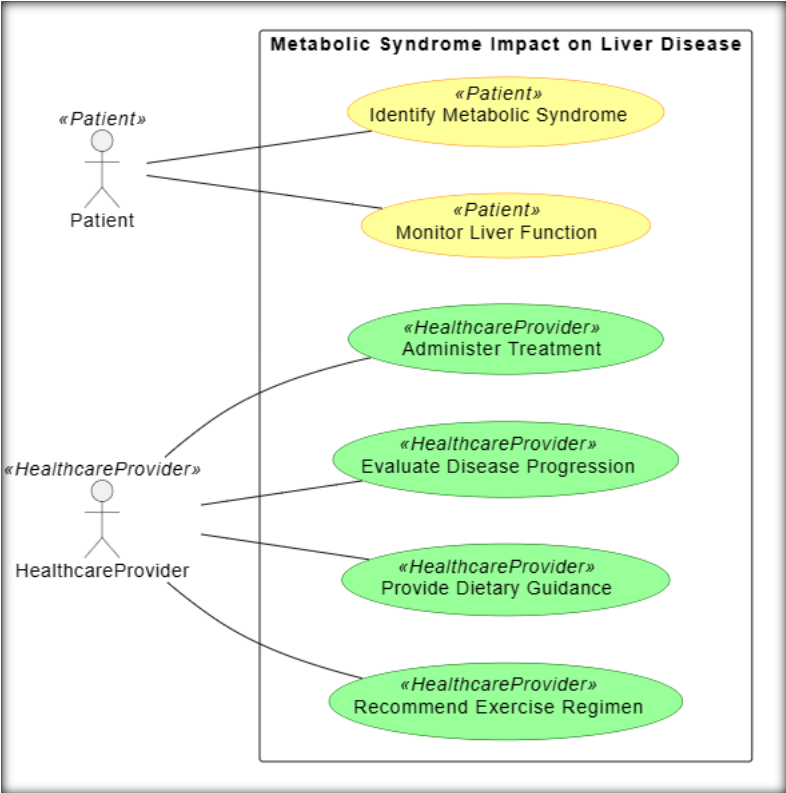 Metabolic Syndrome Impact on Liver Disease
«Patient»
Identify Metabolic Syndrome
«Patient»
Patient
«Patient»
Monitor Liver Function
«HealthcareProvider»
Administer Treatment
«HealthcareProvider»
Evaluate Disease Progression
«HealthcareProvider»
HealthcareProvider
«HealthcareProvider»
Provide Dietary Guidance
«HealthcareProvider»
Recommend Exercise Regimen